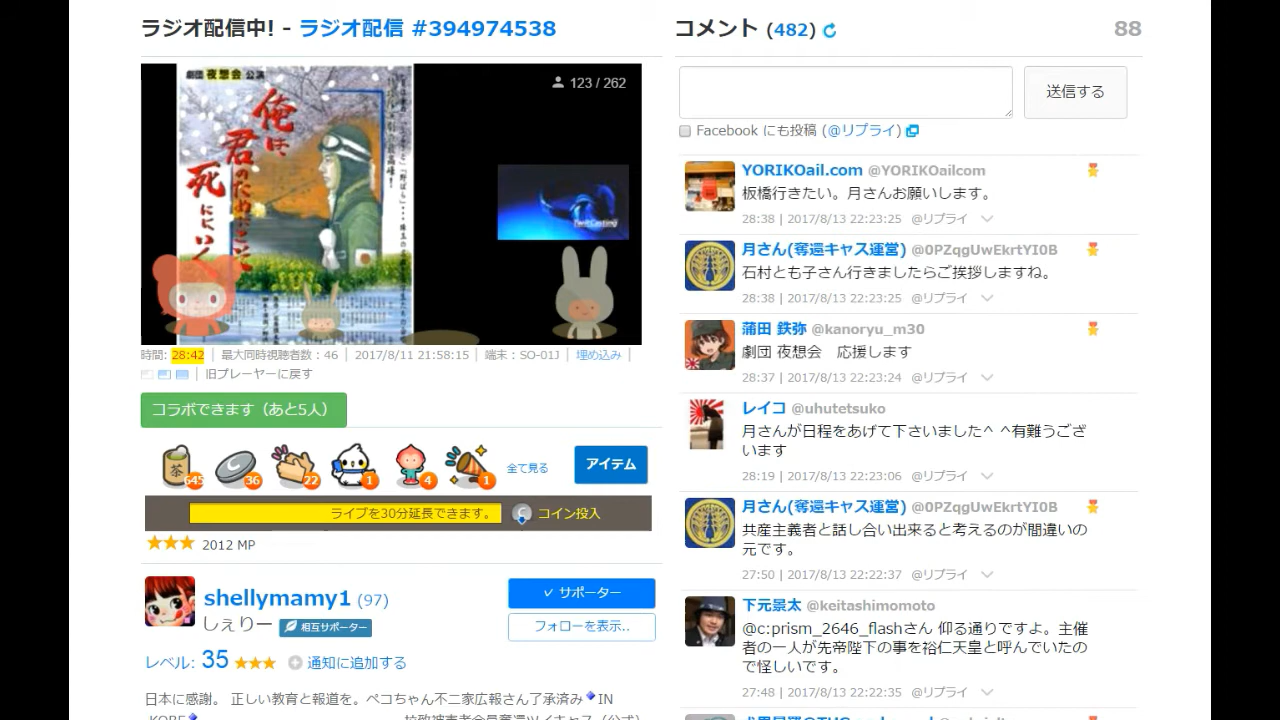 ラジオ配信中! - ラジオ配信 #394974538
劇団 夜想会 公演
俺は、
君のためにこそ
死ににいく
123 / 262
TwitCasting
時間: 28:42 | 最大同時視聴者数 : 46 | 2017/8/11 21:58:15 | 端末 : SO-01J | 埋め込み |
| 旧プレーヤーに戻す
コラボできます（あと5人）
茶 645 36 22 1 4 1 全て見る アイテム
ライブを30分延長できます。 C コイン投入
2012 MP
shellymamy1 (97)
しぇりー 相互サポーター
✓ サポーター
フォローを表示..
レベル: 35 通知に追加する
日本に感謝。 正しい教育と報道を。ペコちゃん不二家広報さん了承済み IN
コメント (482) 88
送信する
Facebook にも投稿 (@リプライ)
YORIKOail.com @YORIKOailcom
板橋行きたい。月さんお願いします。
28:38 | 2017/8/13 22:23:25 @リプライ
月さん(奪還キャス運営) @0PZqgUwEkrtYI0B
石村とも子さん行きましたらご挨拶しますね。
28:38 | 2017/8/13 22:23:25 @リプライ
蒲田 鉄弥 @kanoryu_m30
劇団 夜想会　応援します
28:37 | 2017/8/13 22:23:24 @リプライ
レイコ @uhutetsuko
月さんが日程をあげて下さいました^ ^有難うござ
います
28:19 | 2017/8/13 22:23:06 @リプライ
月さん(奪還キャス運営) @0PZqgUwEkrtYI0B
共産主義者と話し合い出来ると考えるのが間違いの
元です。
27:50 | 2017/8/13 22:22:37 @リプライ
下元景太 @keitashimomoto
@c:prism_2646_flashさん 仰る通りですよ。主催
者の一人が先帝陛下の事を裕仁天皇と呼んでいたの
で怪しいです。
27:48 | 2017/8/13 22:22:35 @リプライ